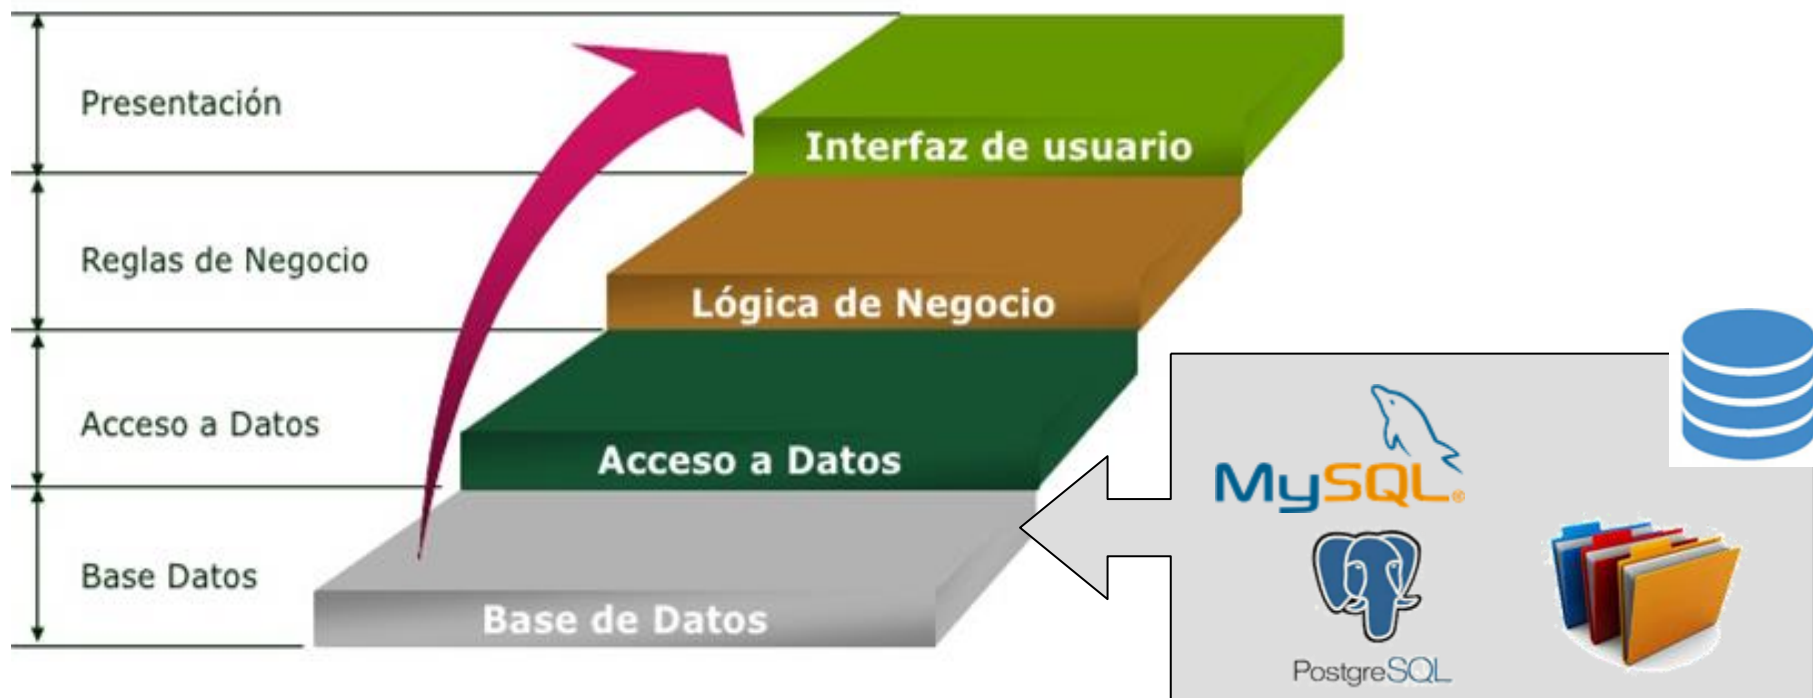 Presentación
Interfaz de usuario
Reglas de Negocio
Lógica de Negocio
Acceso a Datos
Acceso a Datos
Base Datos
Base de Datos
MySQL®
PostgreSQL